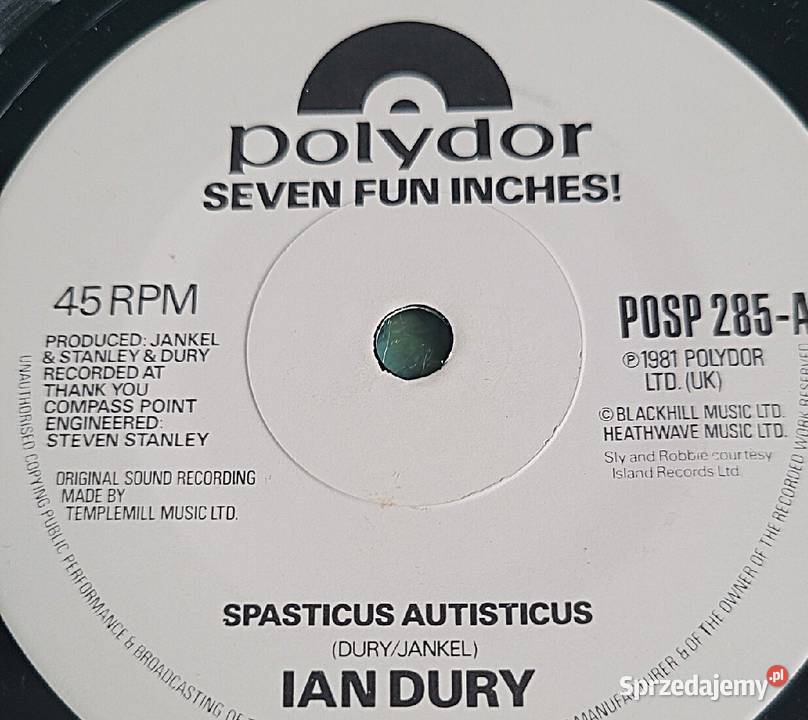 polydor
SEVEN FUN INCHES!
45 RPM
PRODUCED: JANKEL
& STANLEY & DURY
RECORDED AT
THANK YOU
COMPASS POINT
ENGINEERED:
STEVEN STANLEY
ORIGINAL SOUND RECORDING
MADE BY
TEMPLEMILL MUSIC LTD.
POSP 285-A
℗1981 POLYDOR
LTD. (UK)
© BLACKHILL MUSIC LTD.
HEATHWAVE MUSIC LTD.
Sly and Robbie courtesy
Island Records Ltd.
SPASTICUS AUTISTICUS
(DURY/JANKEL)
IAN DURY
UNAUTHORISED COPYING PUBLIC PERFORMANCE & BROADCASTING OF
MANUFACTURER & OF THE OWNER OF THE RECORDED WORK RESERVED
Sprzedajemy.pl